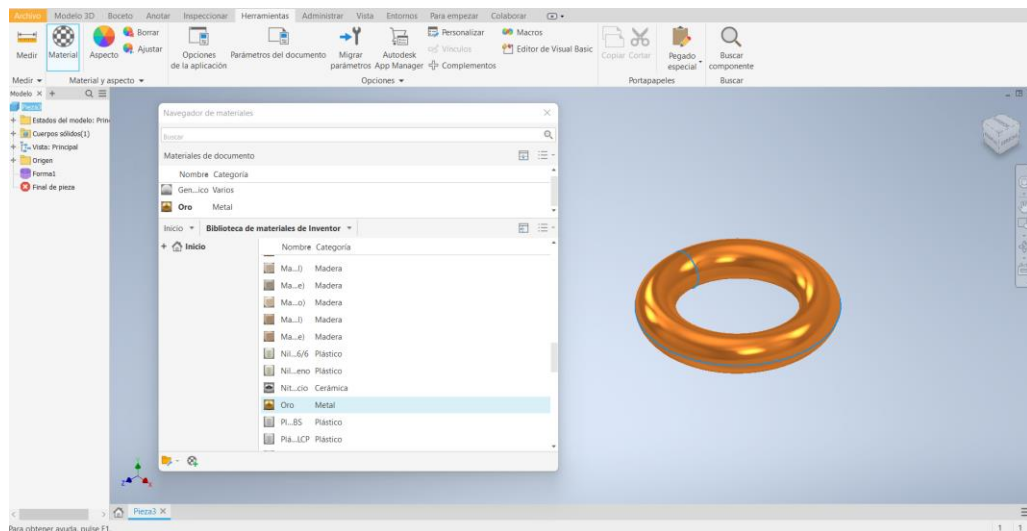 Archivo Modelo 3D Boceto Anotar Inspeccionar Herramientas Administrar Vista Entornos Para empezar Colaborar
Medir
Material
Aspecto
Borrar
Ajustar
Opciones de la aplicación
Parámetros del documento
Migrar parámetros
Autodesk App Manager
Personalizar
Vínculos
Complementos
Macros
Editor de Visual Basic
Copiar Cortar
Pegado especial
Buscar componente
Medir Material y aspecto Opciones Portapapeles Buscar
Modelo
Pieza3
Estados del modelo: Prin
Cuerpos sólidos(1)
Vista: Principal
Origen
Forma1
Final de pieza
Navegador de materiales
Buscar
Materiales de documento
Nombre Categoría
Gen...ico Varios
Oro Metal
Inicio Biblioteca de materiales de Inventor
Inicio
Nombre Categoría
Ma...l) Madera
Ma...e) Madera
Ma...o) Madera
Ma...l) Madera
Ma...e) Madera
Nil...6/6 Plástico
Nil...eno Plástico
Nit...cio Cerámica
Oro Metal
Pl...BS Plástico
Plá...LCP Plástico
Pieza3
Para obtener ayuda, pulse F1.
1 1